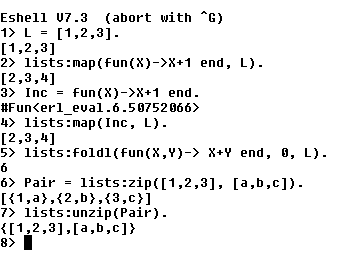 Eshell V7.3  (abort with ^G)
1> L = [1,2,3].
[1,2,3]
2> lists:map(fun(X)->X+1 end, L).
[2,3,4]
3> Inc = fun(X)->X+1 end.
#Fun<erl_eval.6.50752066>
4> lists:map(Inc, L).
[2,3,4]
5> lists:foldl(fun(X,Y)-> X+Y end, 0, L).
6
6> Pair = lists:zip([1,2,3], [a,b,c]).
[{1,a},{2,b},{3,c}]
7> lists:unzip(Pair).
{[1,2,3],[a,b,c]}
8>